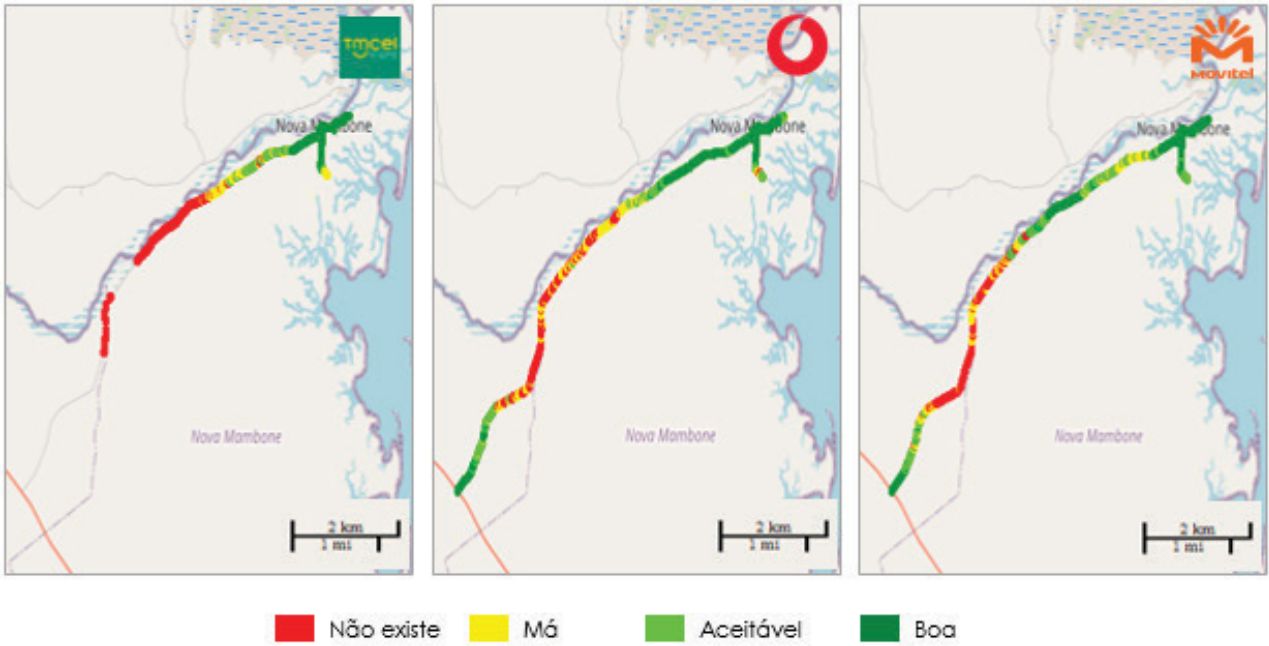 tmcel
Nova Mambone
Nova Mambone
2 km
1 mi
Nova Mambone
Nova Mambone
2 km
1 mi
Movitel
Nova Mambone
Nova Mambone
2 km
1 mi
Não existe
Má
Aceitável
Boa